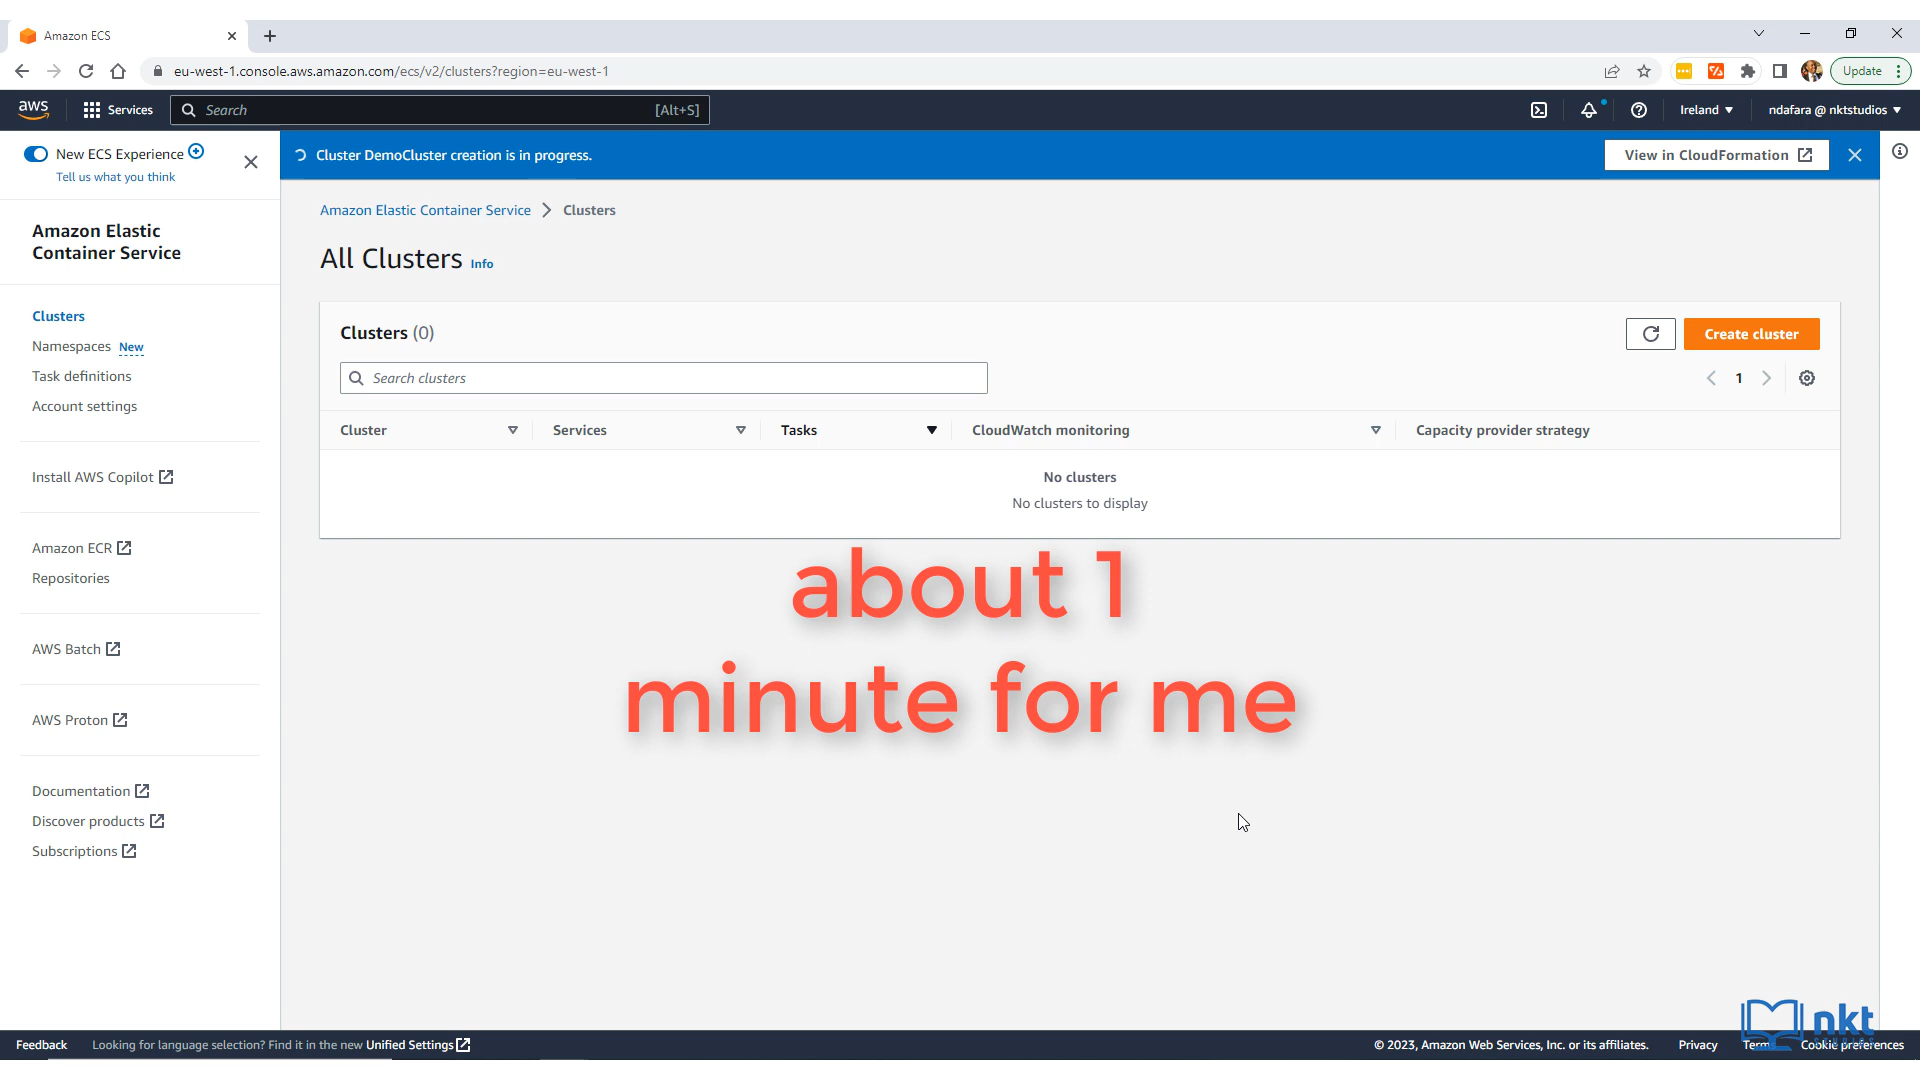 Amazon ECS
eu-west-1.console.aws.amazon.com/ecs/v2/clusters?region=eu-west-1
Update
aws
Services
Search
[Alt+S]
Ireland
ndafara @ nktstudios
New ECS Experience
Tell us what you think
Cluster DemoCluster creation is in progress.
View in CloudFormation
Amazon Elastic
Container Service
Clusters
Namespaces New
Task definitions
Account settings
Install AWS Copilot
Amazon ECR
Repositories
AWS Batch
AWS Proton
Documentation
Discover products
Subscriptions
Amazon Elastic Container Service > Clusters
All Clusters Info
Clusters (0)
Create cluster
Search clusters
1
Cluster Services Tasks CloudWatch monitoring Capacity provider strategy
No clusters
No clusters to display
about 1
minute for me
nkt
Feedback Looking for language selection? Find it in the new Unified Settings
© 2023, Amazon Web Services, Inc. or its affiliates. Privacy Terms Cookie preferences